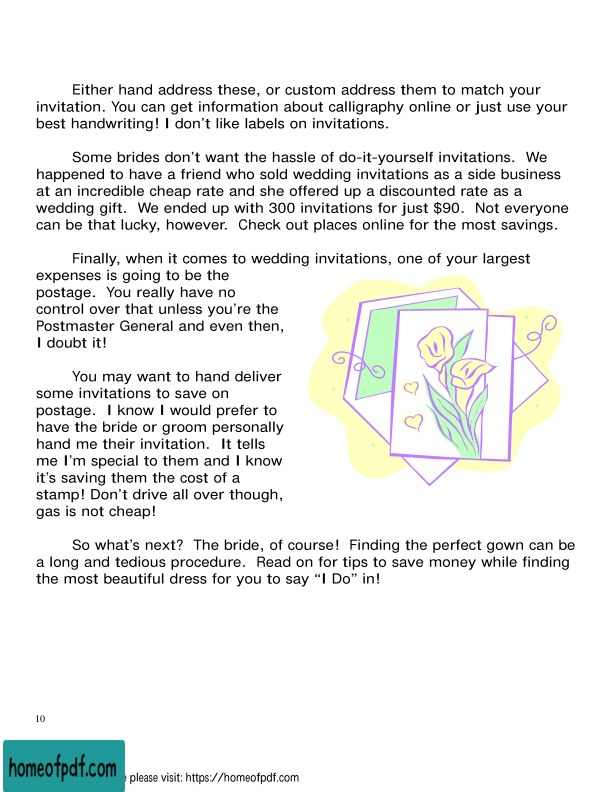 Either hand address these, or custom address them to match your
invitation. You can get information about calligraphy online or just use your
best handwriting! I don't like labels on invitations.
Some brides don't want the hassle of do-it-yourself invitations. We
happened to have a friend who sold wedding invitations as a side business
at an incredible cheap rate and she offered up a discounted rate as a
wedding gift. We ended up with 300 invitations for just $90. Not everyone
can be that lucky, however. Check out places online for the most savings.
Finally, when it comes to wedding invitations, one of your largest
expenses is going to be the
postage. You really have no
control over that unless you're the
Postmaster General and even then,
I doubt it!
You may want to hand deliver
some invitations to save on
postage. I know I would prefer to
have the bride or groom personally
hand me their invitation. It tells
me I'm special to them and I know
it's saving them the cost of a
stamp! Don't drive all over though,
gas is not cheap!
So what's next? The bride, of course! Finding the perfect gown can be
a long and tedious procedure. Read on for tips to save money while finding
the most beautiful dress for you to say “I Do” in!
10
homeofpdf.com
please visit: https://homeofpdf.com